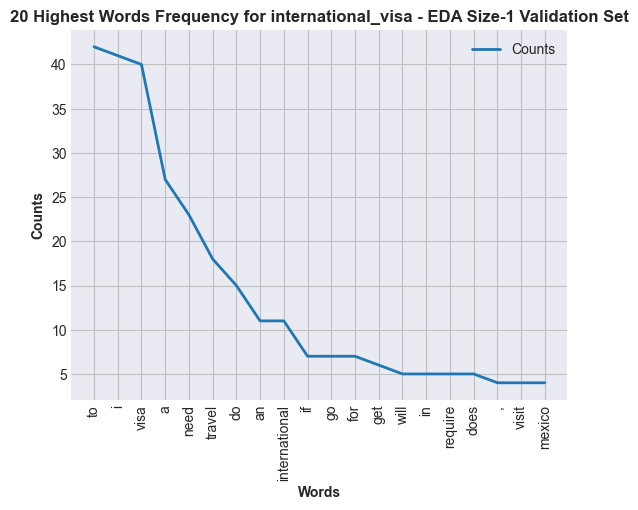 20 Highest Words Frequency for international_visa - EDA Size-1 Validation Set
Counts
40
35
30
25
20
15
10
5
Counts
to
i
visa
a
need
travel
do
an
international
if
go
for
get
will
in
require
does
,
visit
mexico
Words